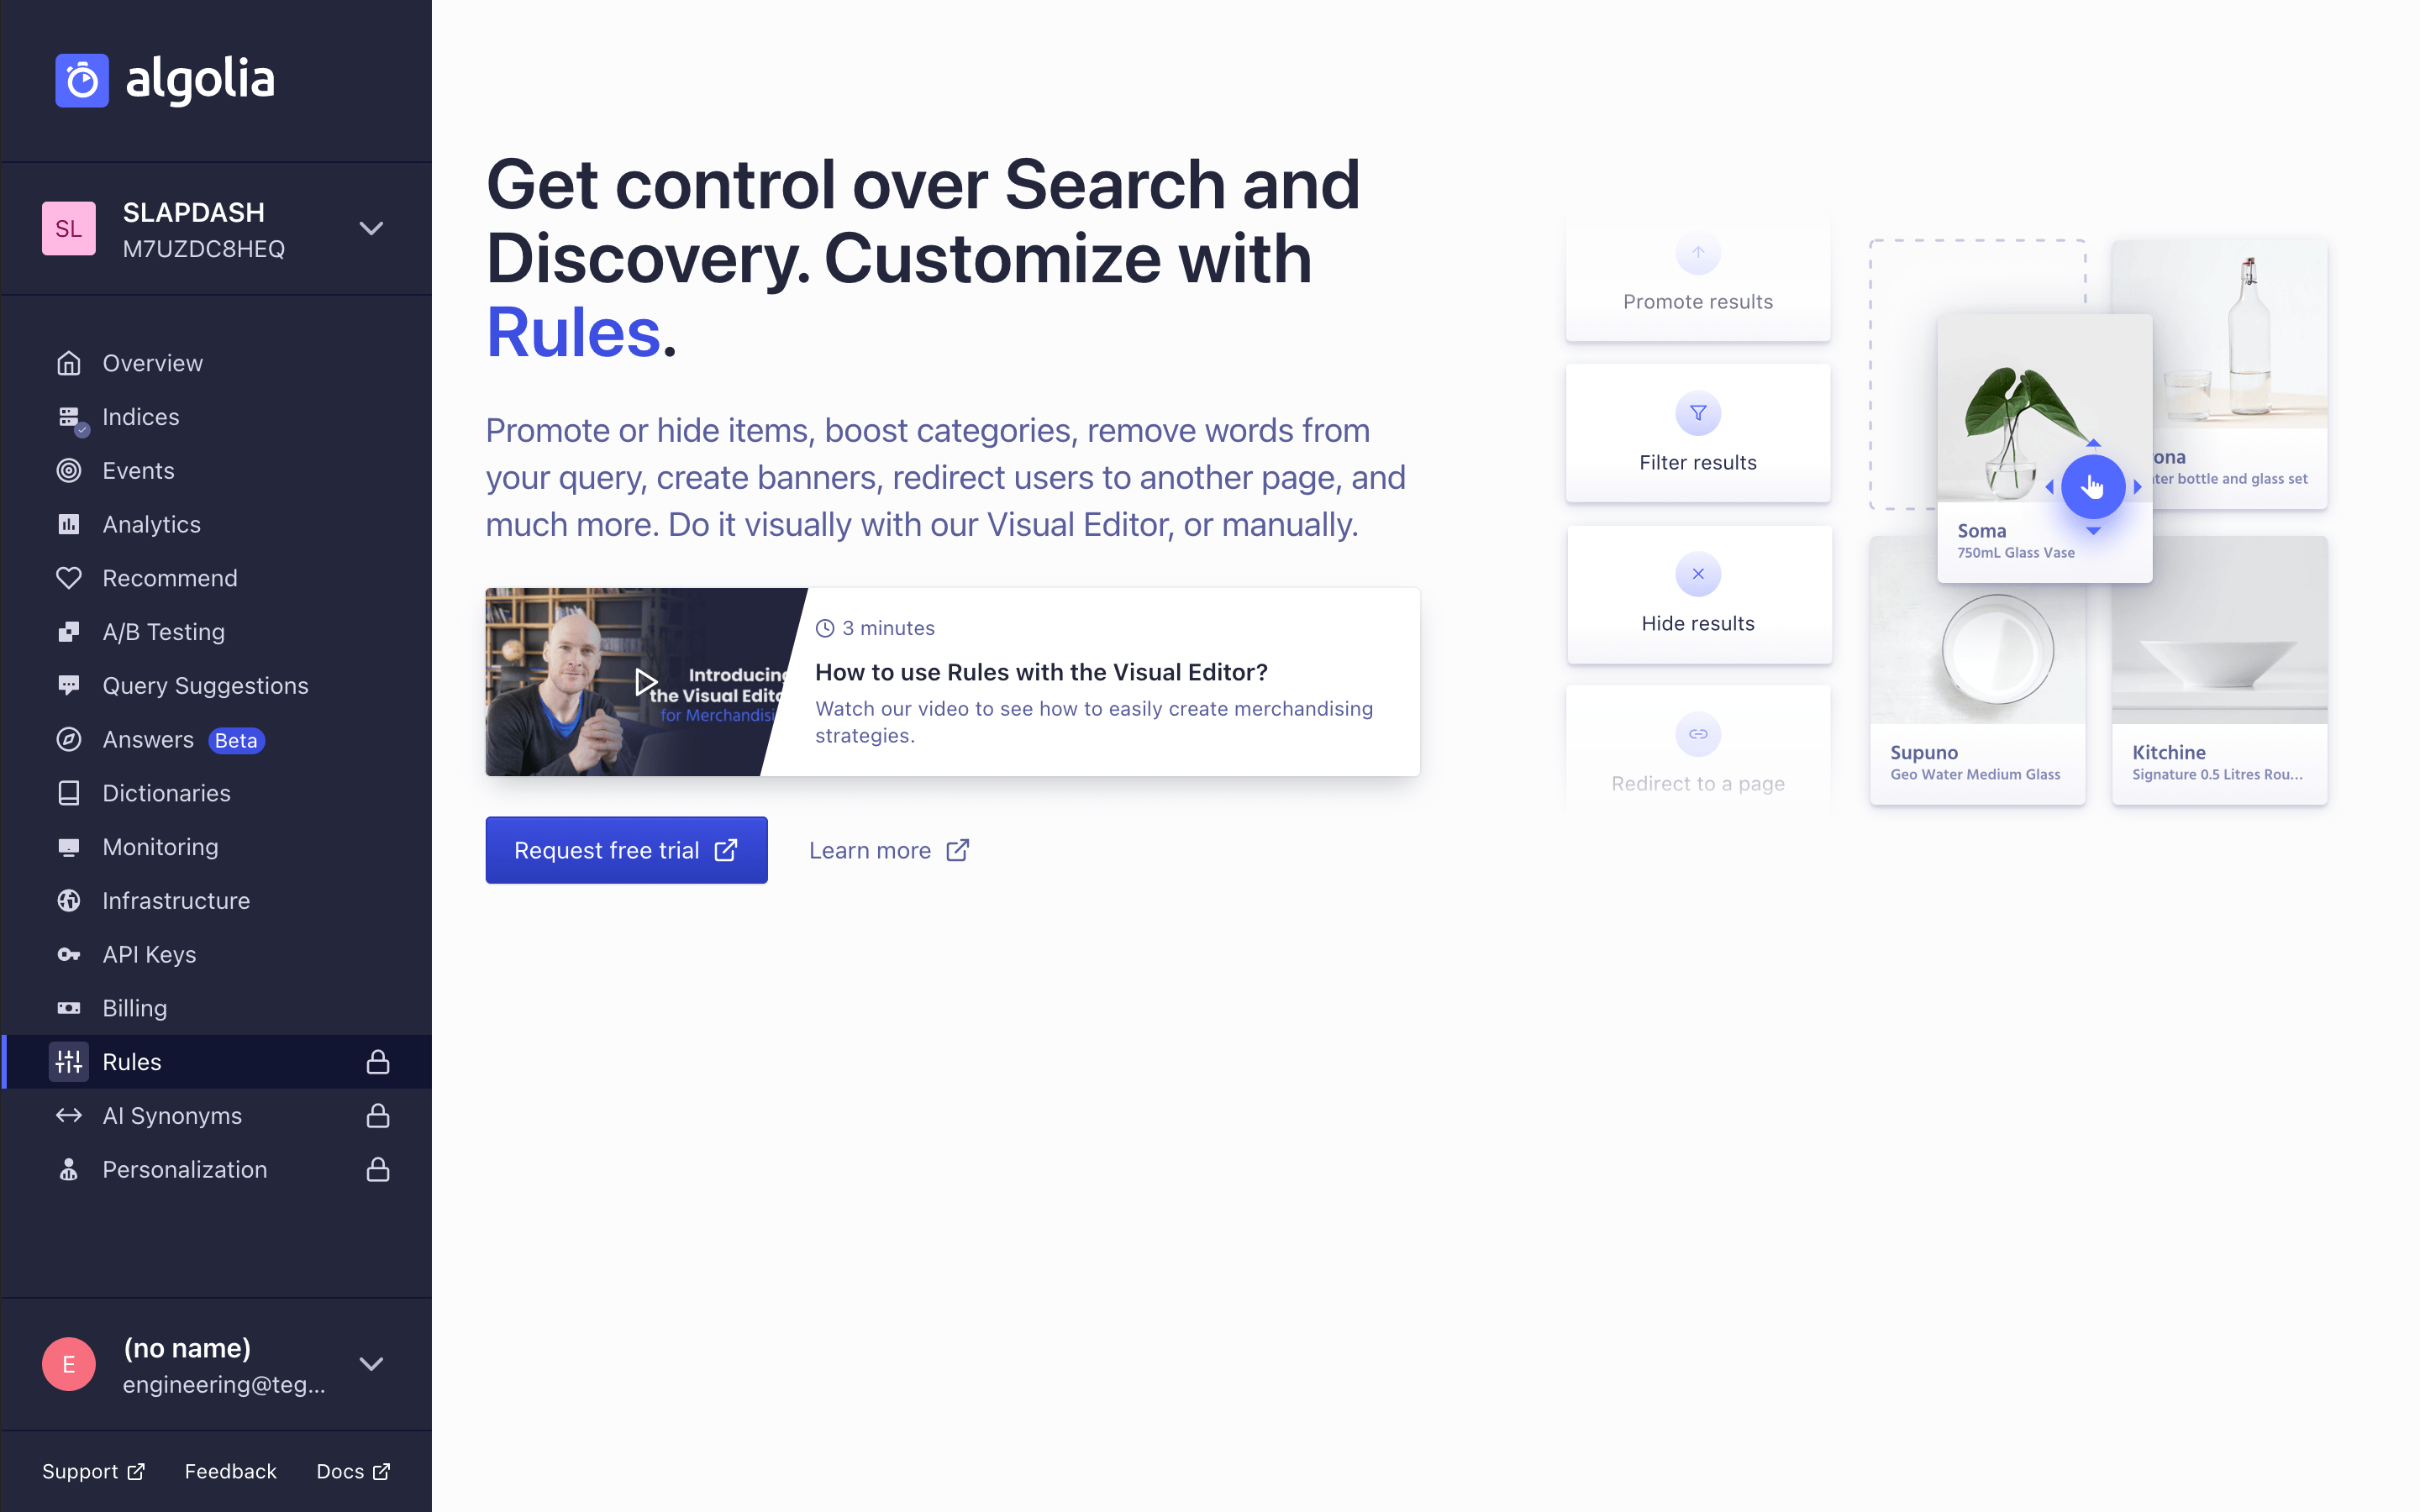 algolia
SL
SLAPDASH
M7UZDC8HEQ
Overview
Indices
Events
Analytics
Recommend
A/B Testing
Query Suggestions
Answers Beta
Dictionaries
Monitoring
Infrastructure
API Keys
Billing
Rules
AI Synonyms
Personalization
E
(no name)
engineering@teg...
Support
Feedback
Docs
Get control over Search and
Discovery. Customize with
Rules.
Promote or hide items, boost categories, remove words from
your query, create banners, redirect users to another page, and
much more. Do it visually with our Visual Editor, or manually.
Introducing
the Visual Edito
for Merchandisi
3 minutes
How to use Rules with the Visual Editor?
Watch our video to see how to easily create merchandising
strategies.
Request free trial
Learn more
Promote results
Filter results
Hide results
Redirect to a page
ona
ter bottle and glass set
Soma
750mL Glass Vase
Supuno
Geo Water Medium Glass
Kitchine
Signature 0.5 Litres Rou...